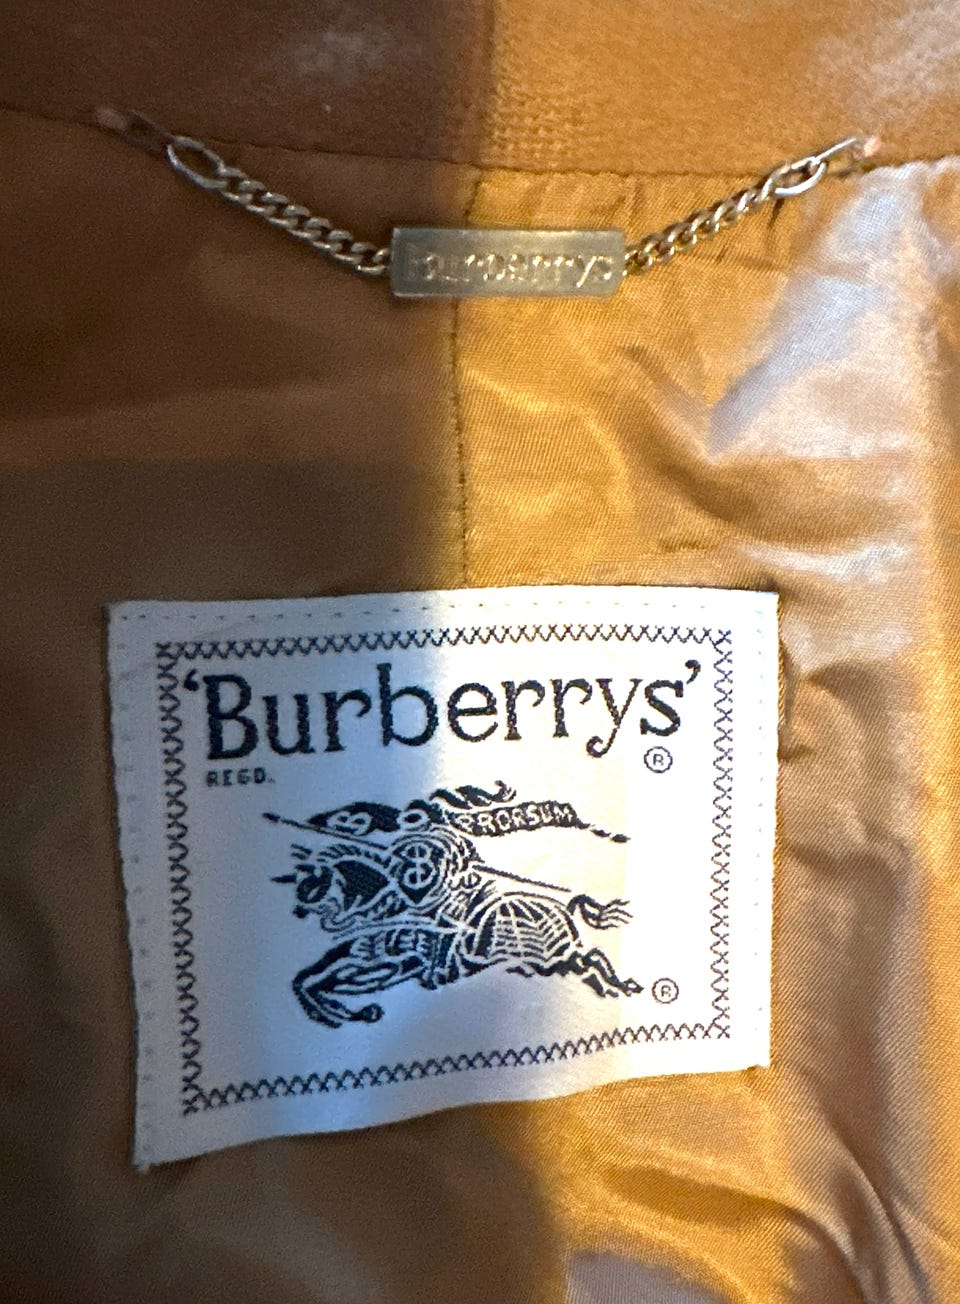 burberrys
‘Burberrys’
REGD.
®
PRORSUM
®